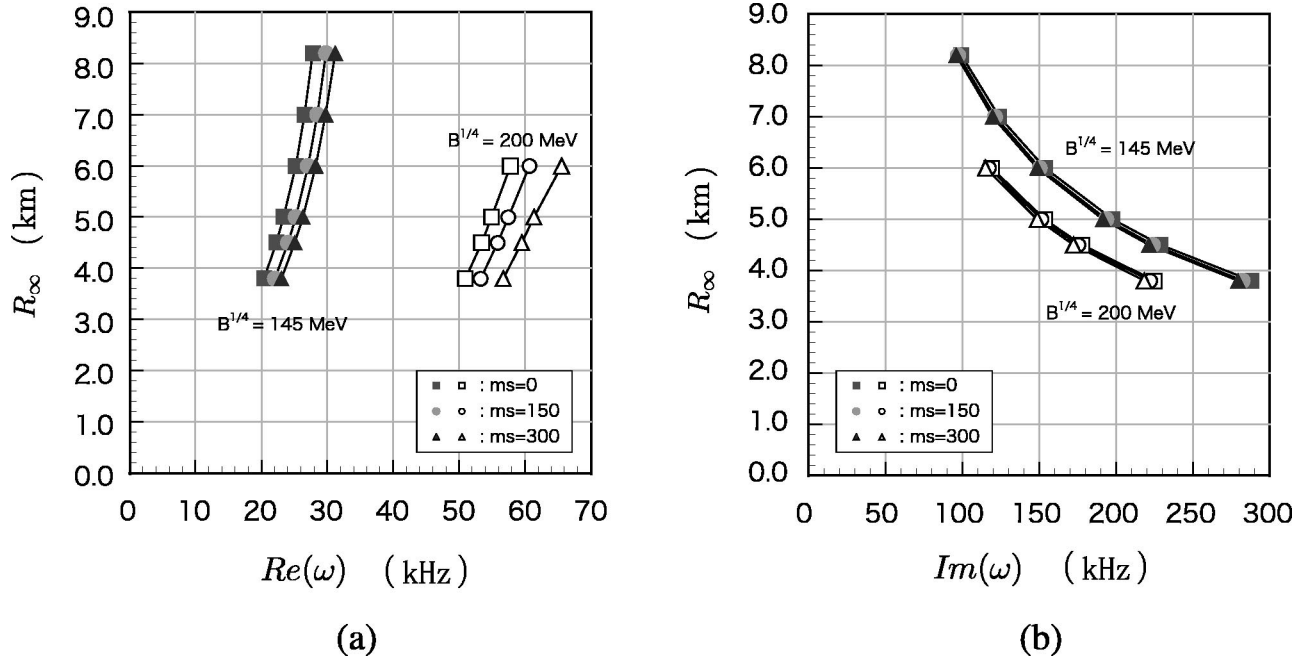 9.0
8.0
7.0
6.0
5.0
4.0
3.0
2.0
1.0
0.0
R∞ (km)
B1/4 = 200 MeV
B1/4 = 145 MeV
: ms=0
: ms=150
: ms=300
0 10 20 30 40 50 60 70
Re(ω) (kHz)
(a)
9.0
8.0
7.0
6.0
5.0
4.0
3.0
2.0
1.0
0.0
R∞ (km)
B1/4 = 145 MeV
B1/4 = 200 MeV
: ms=0
: ms=150
: ms=300
0 50 100 150 200 250 300
Im(ω) (kHz)
(b)